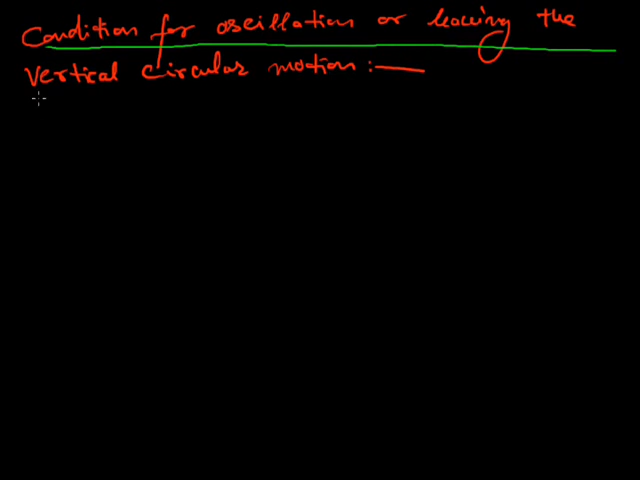 Condition for oscillation or leaving the
vertical circular motion :—